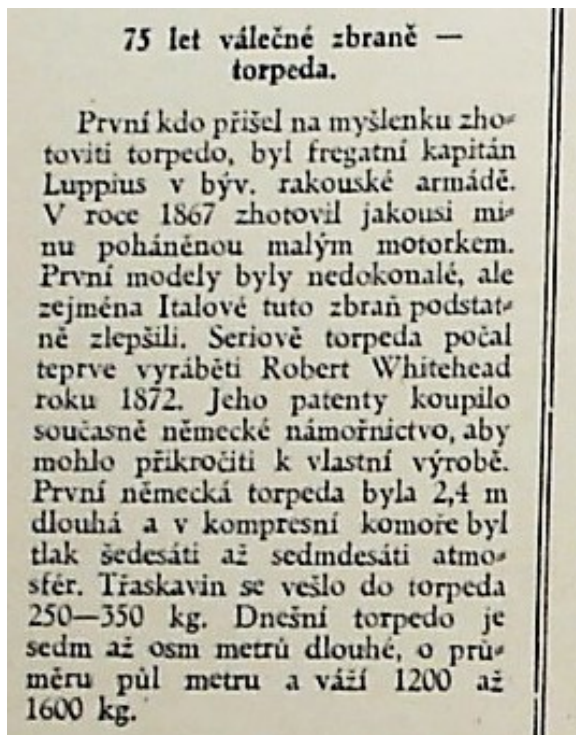 75 let válečné zbraně —
torpeda.
První kdo přišel na myšlenku zho-
toviti torpedo, byl fregatní kapitán
Luppius v býv. rakouské armádě.
V roce 1867 zhotovil jakousi mi-
nu poháněnou malým motorkem.
První modely byly nedokonalé, ale
zejména Italové tuto zbraň podstat-
ně zlepšili. Seriově torpeda počal
teprve vyráběti Robert Whitehead
roku 1872. Jeho patenty koupilo
současně německé námořnictvo, aby
mohlo přikročiti k vlastní výrobě.
První německá torpeda byla 2,4 m
dlouhá a v kompresní komoře byl
tlak šedesáti až sedmdesáti atmo-
sfér. Třaskavin se vešlo do torpeda
250—350 kg. Dnešní torpedo je
sedm až osm metrů dlouhé, o prů-
měru půl metru a váží 1200 až
1600 kg.